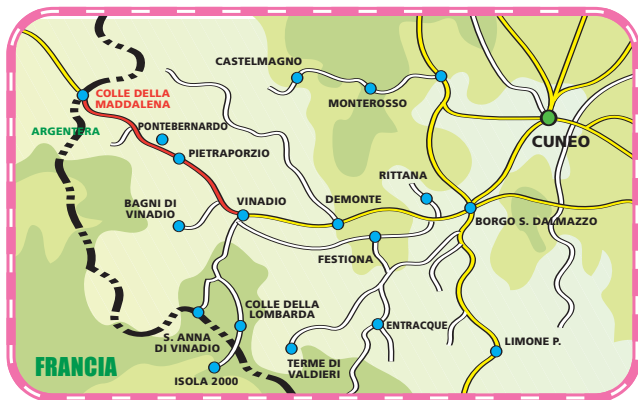 CASTELMAGNO
COLLE DELLA
MADDALENA
MONTEROSSO
ARGENTERA
PONTEBERNARDO
CUNEO
PIETRAPORZIO
RITTANA
BAGNI DI
VINADIO
VINADIO
DEMONTE
BORGO S. DALMAZZO
FESTIONA
COLLE DELLA
LOMBARDA
S. ANNA
DI VINADIO
ENTRACQUE
LIMONE P.
FRANCIA
TERME DI
VALDIERI
ISOLA 2000